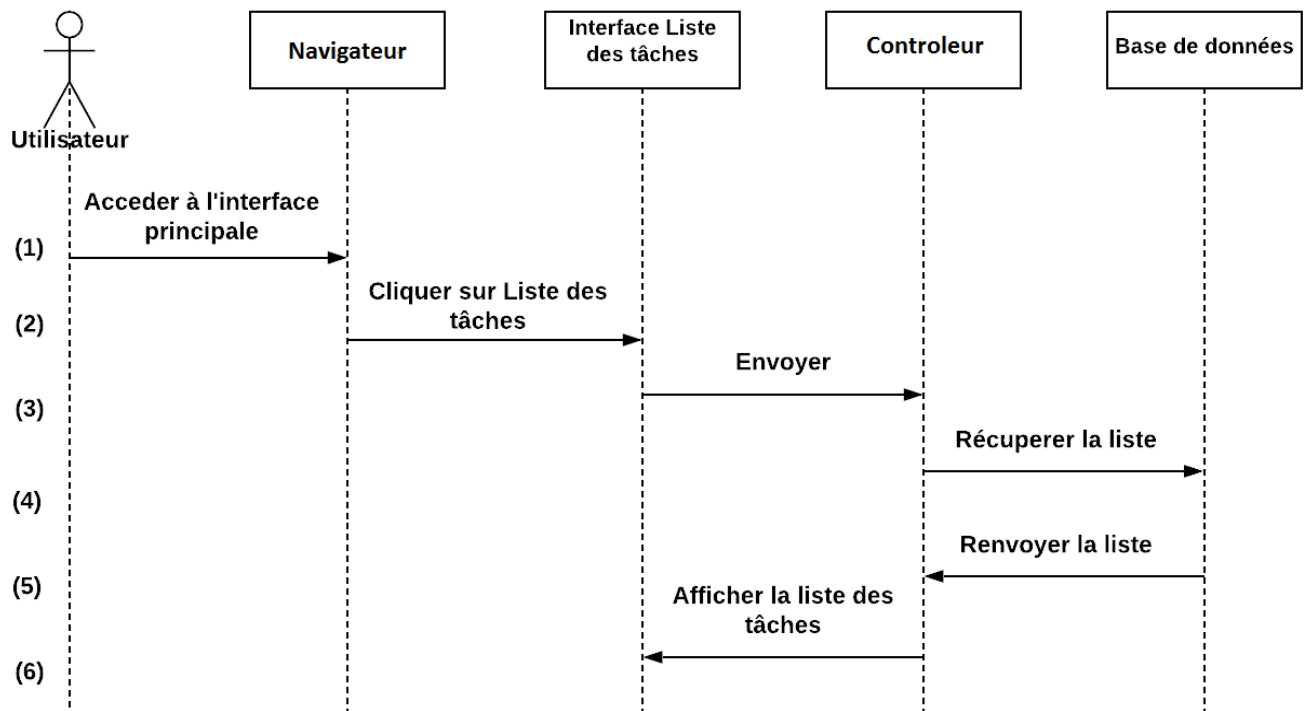 Utilisateur
Navigateur
Interface Liste
des tâches
Controleur
Base de données
Acceder à l'interface
principale
(1)
Cliquer sur Liste des
tâches
(2)
Envoyer
(3)
Récuperer la liste
(4)
Renvoyer la liste
(5)
Afficher la liste des
tâches
(6)